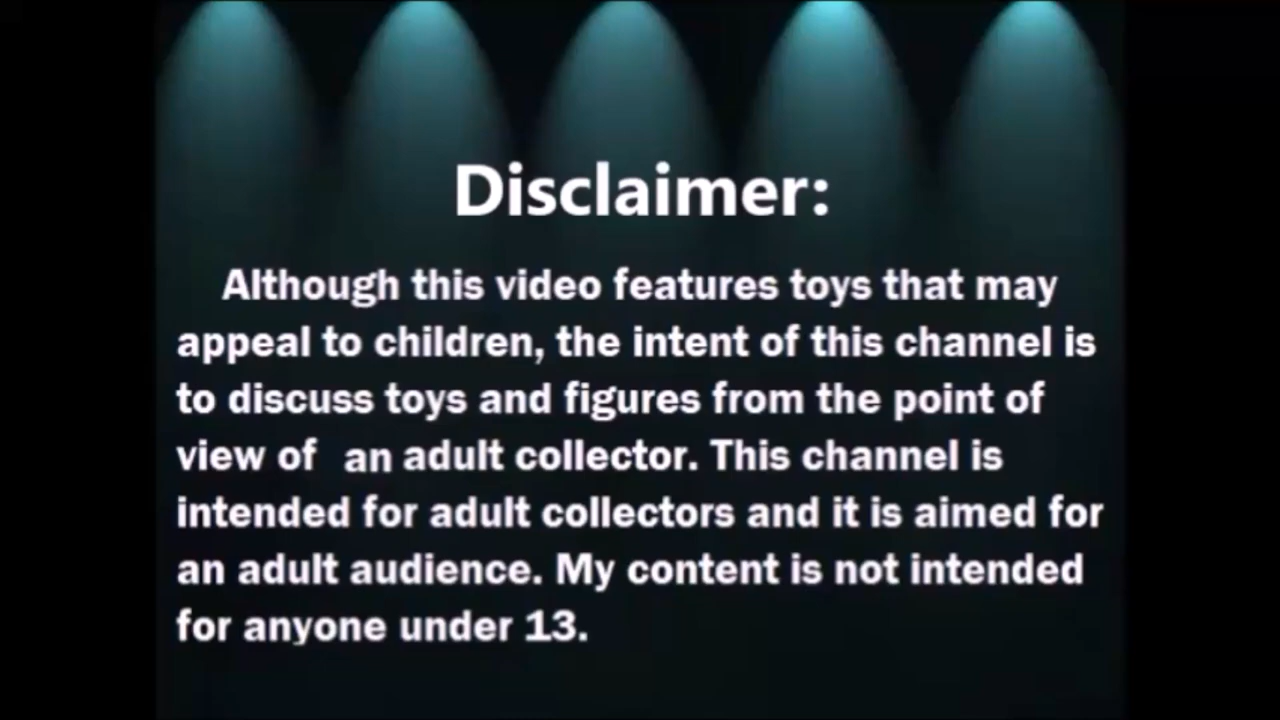 Disclaimer:
Although this video features toys that may
appeal to children, the intent of this channel is
to discuss toys and figures from the point of
view of an adult collector. This channel is
intended for adult collectors and it is aimed for
an adult audience. My content is not intended
for anyone under 13.